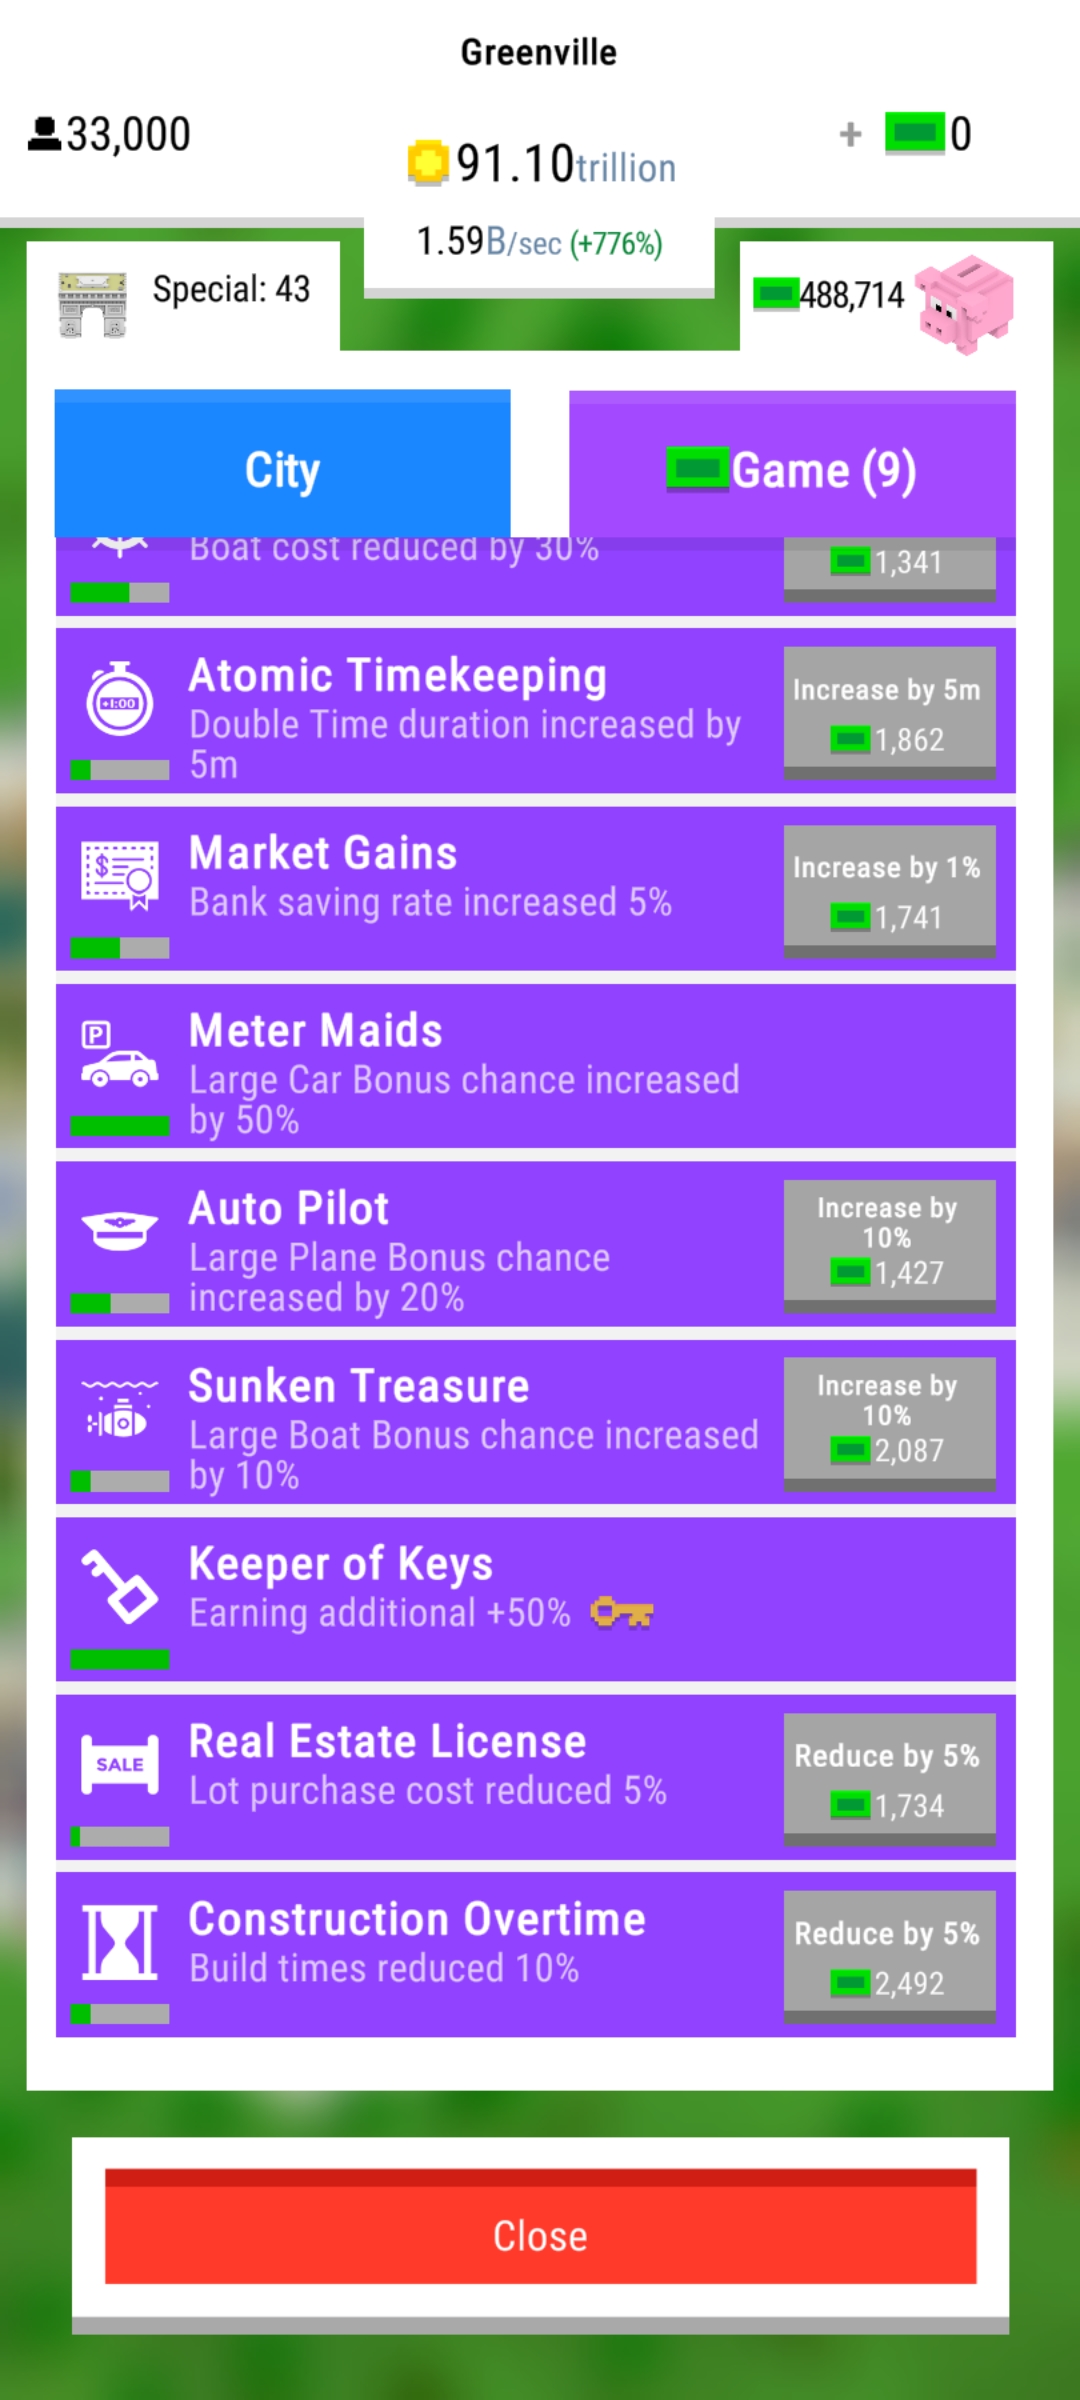 Greenville
33,000
91.10trillion
+ 0
1.59B/sec (+776%)
Special: 43
488,714
City
Game (9)
Boat cost reduced by 30%
1,341
Atomic Timekeeping
Double Time duration increased by
5m
Increase by 5m
1,862
Market Gains
Bank saving rate increased 5%
Increase by 1%
1,741
Meter Maids
Large Car Bonus chance increased
by 50%
Auto Pilot
Large Plane Bonus chance
increased by 20%
Increase by
10%
1,427
Sunken Treasure
Large Boat Bonus chance increased
by 10%
Increase by
10%
2,087
Keeper of Keys
Earning additional +50%
SALE
Real Estate License
Lot purchase cost reduced 5%
Reduce by 5%
1,734
Construction Overtime
Build times reduced 10%
Reduce by 5%
2,492
Close
+1:00
$
P